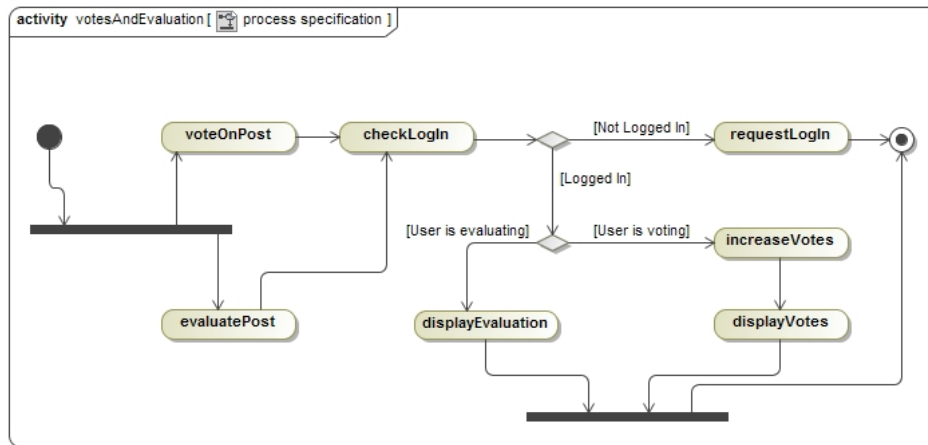 activity votesAndEvaluation [ process specification ]
voteOnPost
checkLogIn
[Not Logged In]
requestLogIn
[Logged In]
[User is evaluating]
[User is voting]
increaseVotes
evaluatePost
displayEvaluation
displayVotes